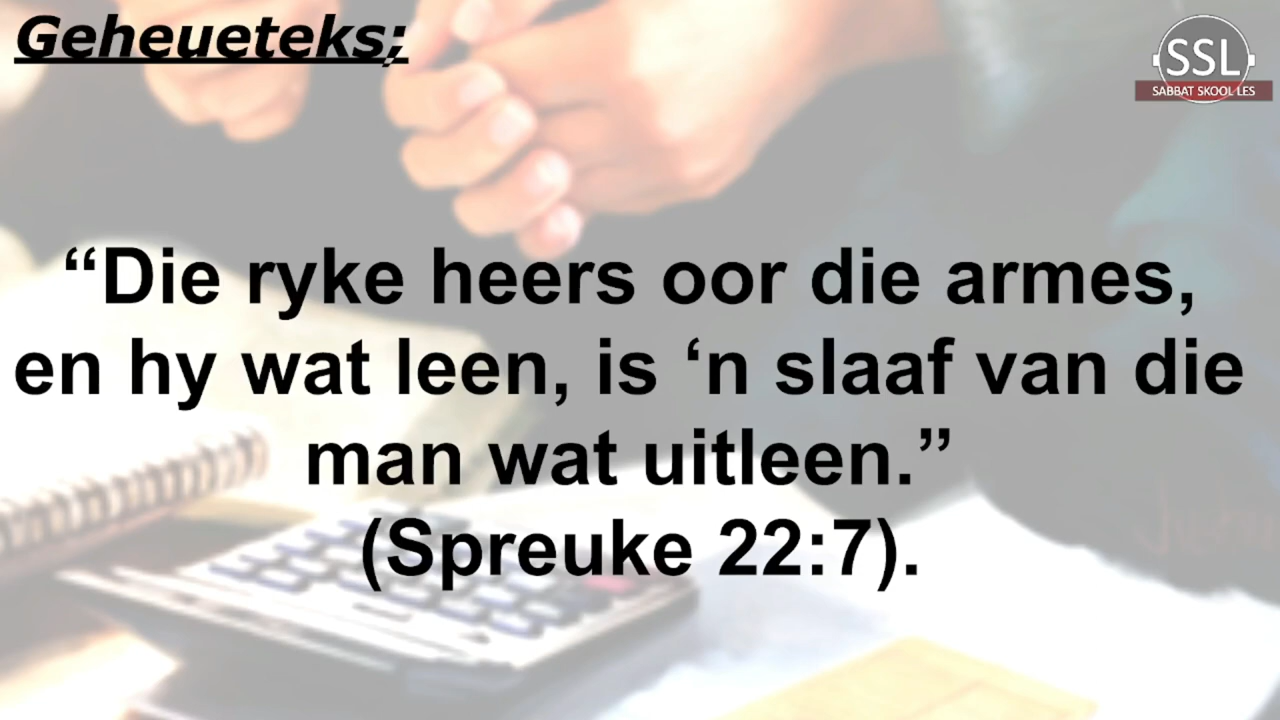 Geheueteks;
SSL
SABBAT SKOOL LES
“Die ryke heers oor die armes,
en hy wat leen, is ‘n slaaf van die
man wat uitleen.”
(Spreuke 22:7).